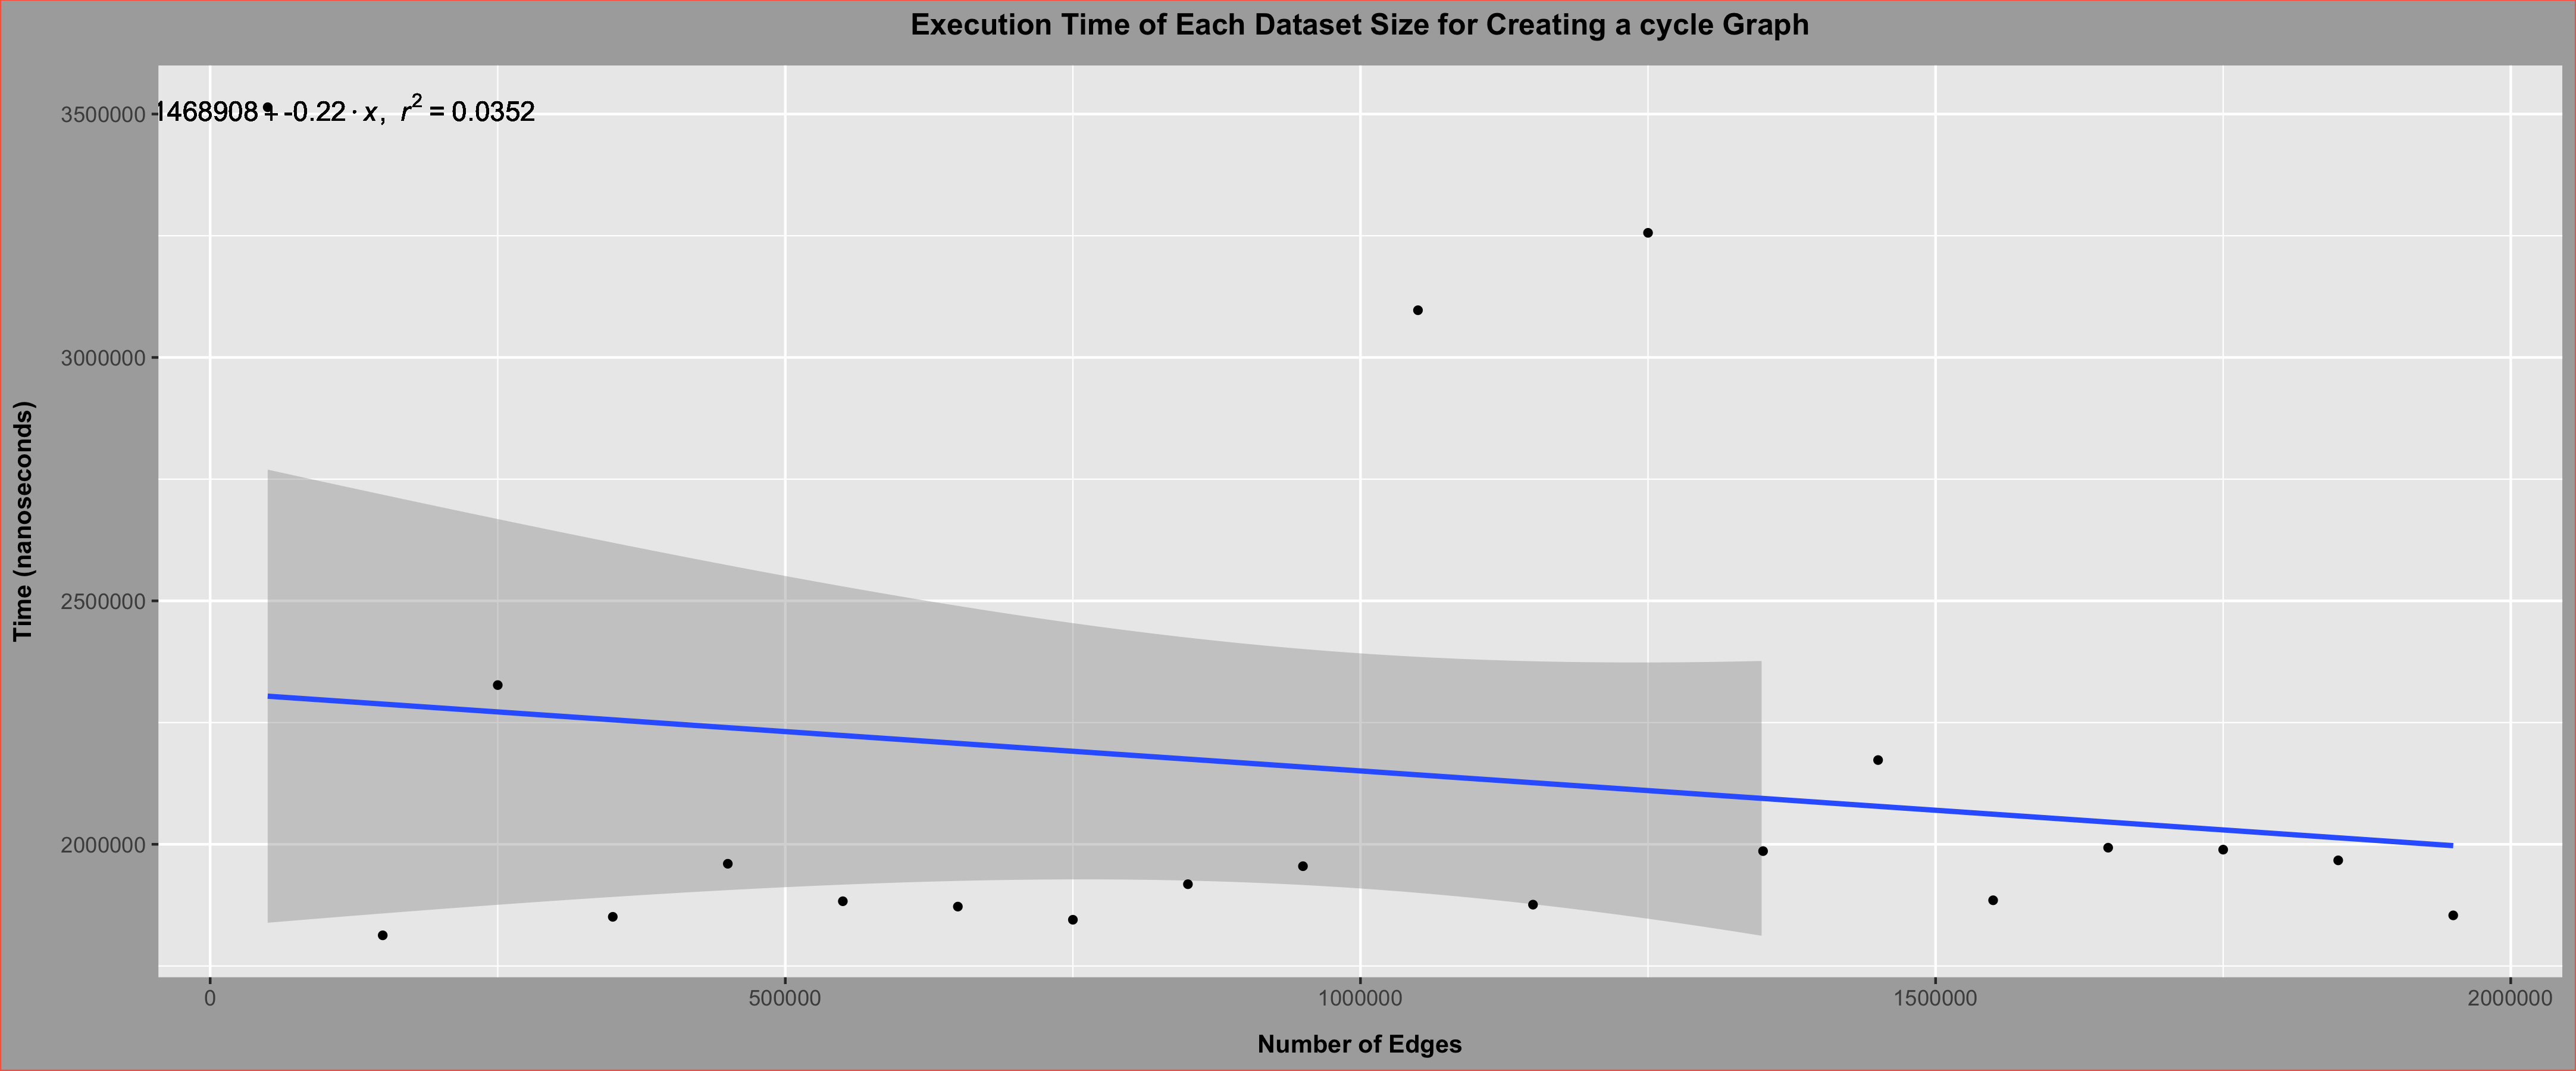 Execution Time of Each Dataset Size for Creating a cycle Graph
1468908 + -0.22 · x, r² = 0.0352
3500000
3000000
2500000
2000000
Time (nanoseconds)
0 500000 1000000 1500000 2000000
Number of Edges